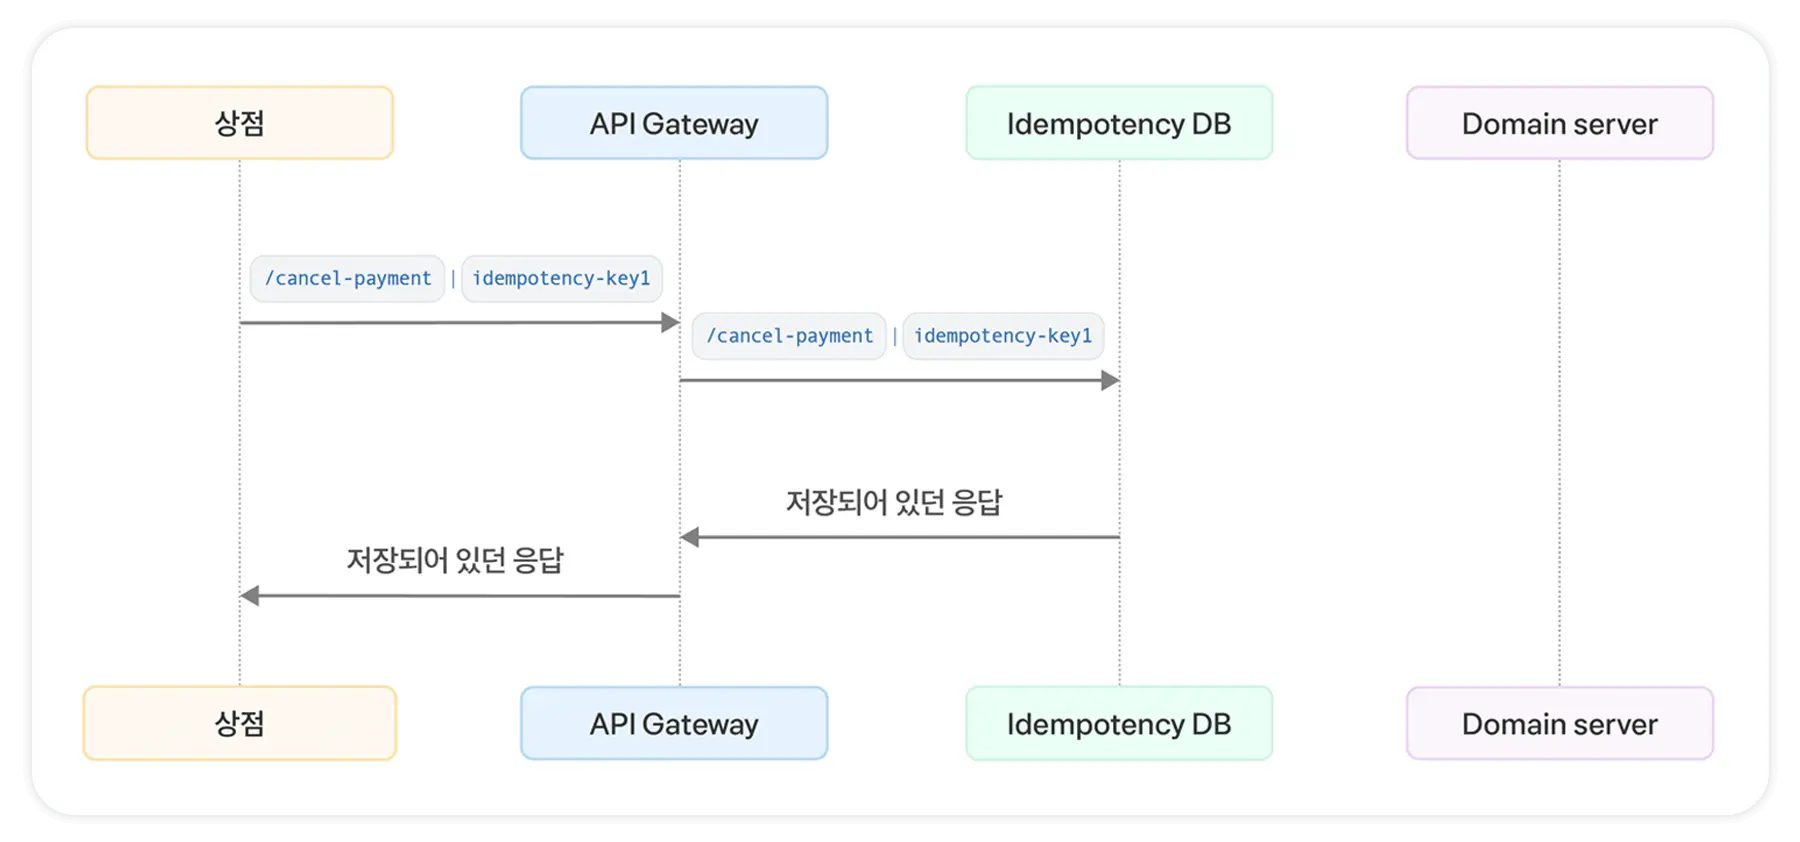 상점
API Gateway
Idempotency DB
Domain server
/cancel-payment | idempotency-key1
/cancel-payment | idempotency-key1
저장되어 있던 응답
저장되어 있던 응답
상점
API Gateway
Idempotency DB
Domain server